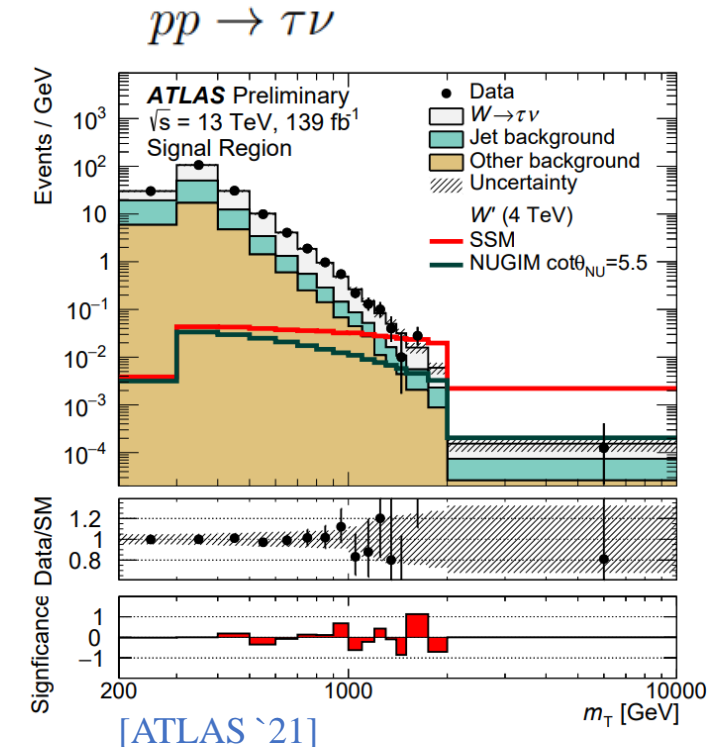 pp → τν
ATLAS Preliminary
√s = 13 TeV, 139 fb⁻¹
Signal Region
Data
W→τν
Jet background
Other background
Uncertainty
W' (4 TeV)
SSM
NUGIM cotθ_NU=5.5
Events / GeV
10³
10²
10
1
10⁻¹
10⁻²
10⁻³
10⁻⁴
Data/SM
1.2
1
0.8
Signficance
1
0
−1
200
1000
10000
m_T [GeV]
[ATLAS `21]